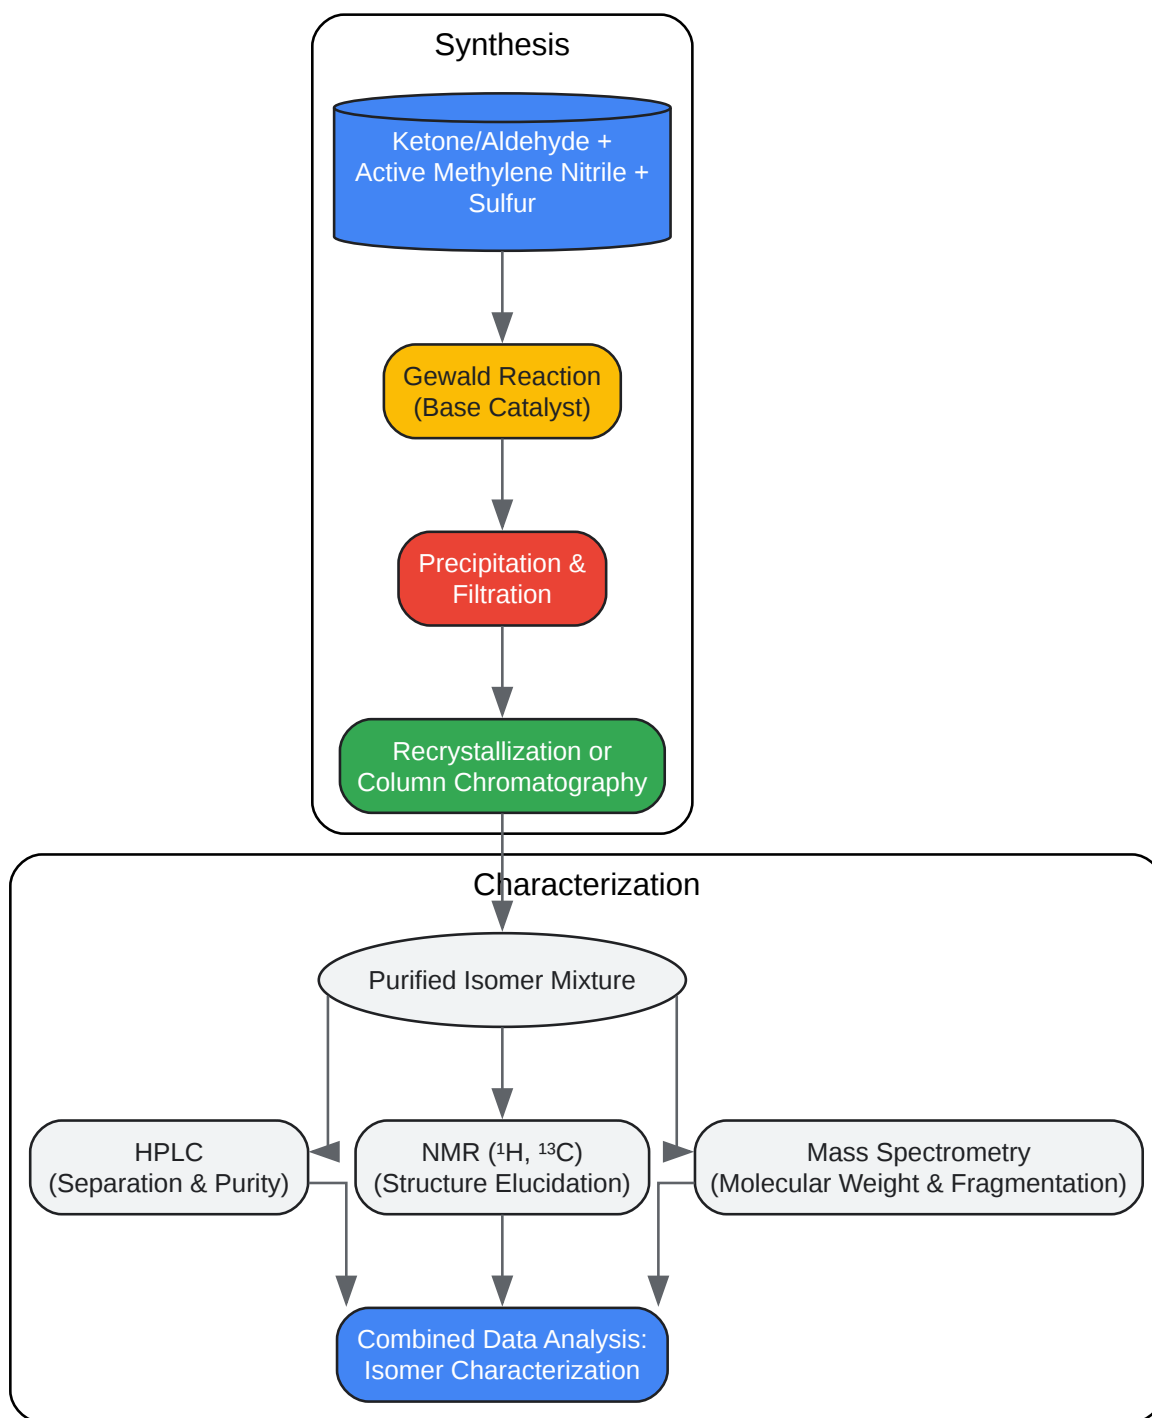 Synthesis
Ketone/Aldehyde +
Active Methylene Nitrile +
Sulfur
Gewald Reaction
(Base Catalyst)
Precipitation &
Filtration
Recrystallization or
Column Chromatography
Characterization
Purified Isomer Mixture
HPLC
(Separation & Purity)
NMR (¹H, ¹³C)
(Structure Elucidation)
Mass Spectrometry
(Molecular Weight & Fragmentation)
Combined Data Analysis:
Isomer Characterization